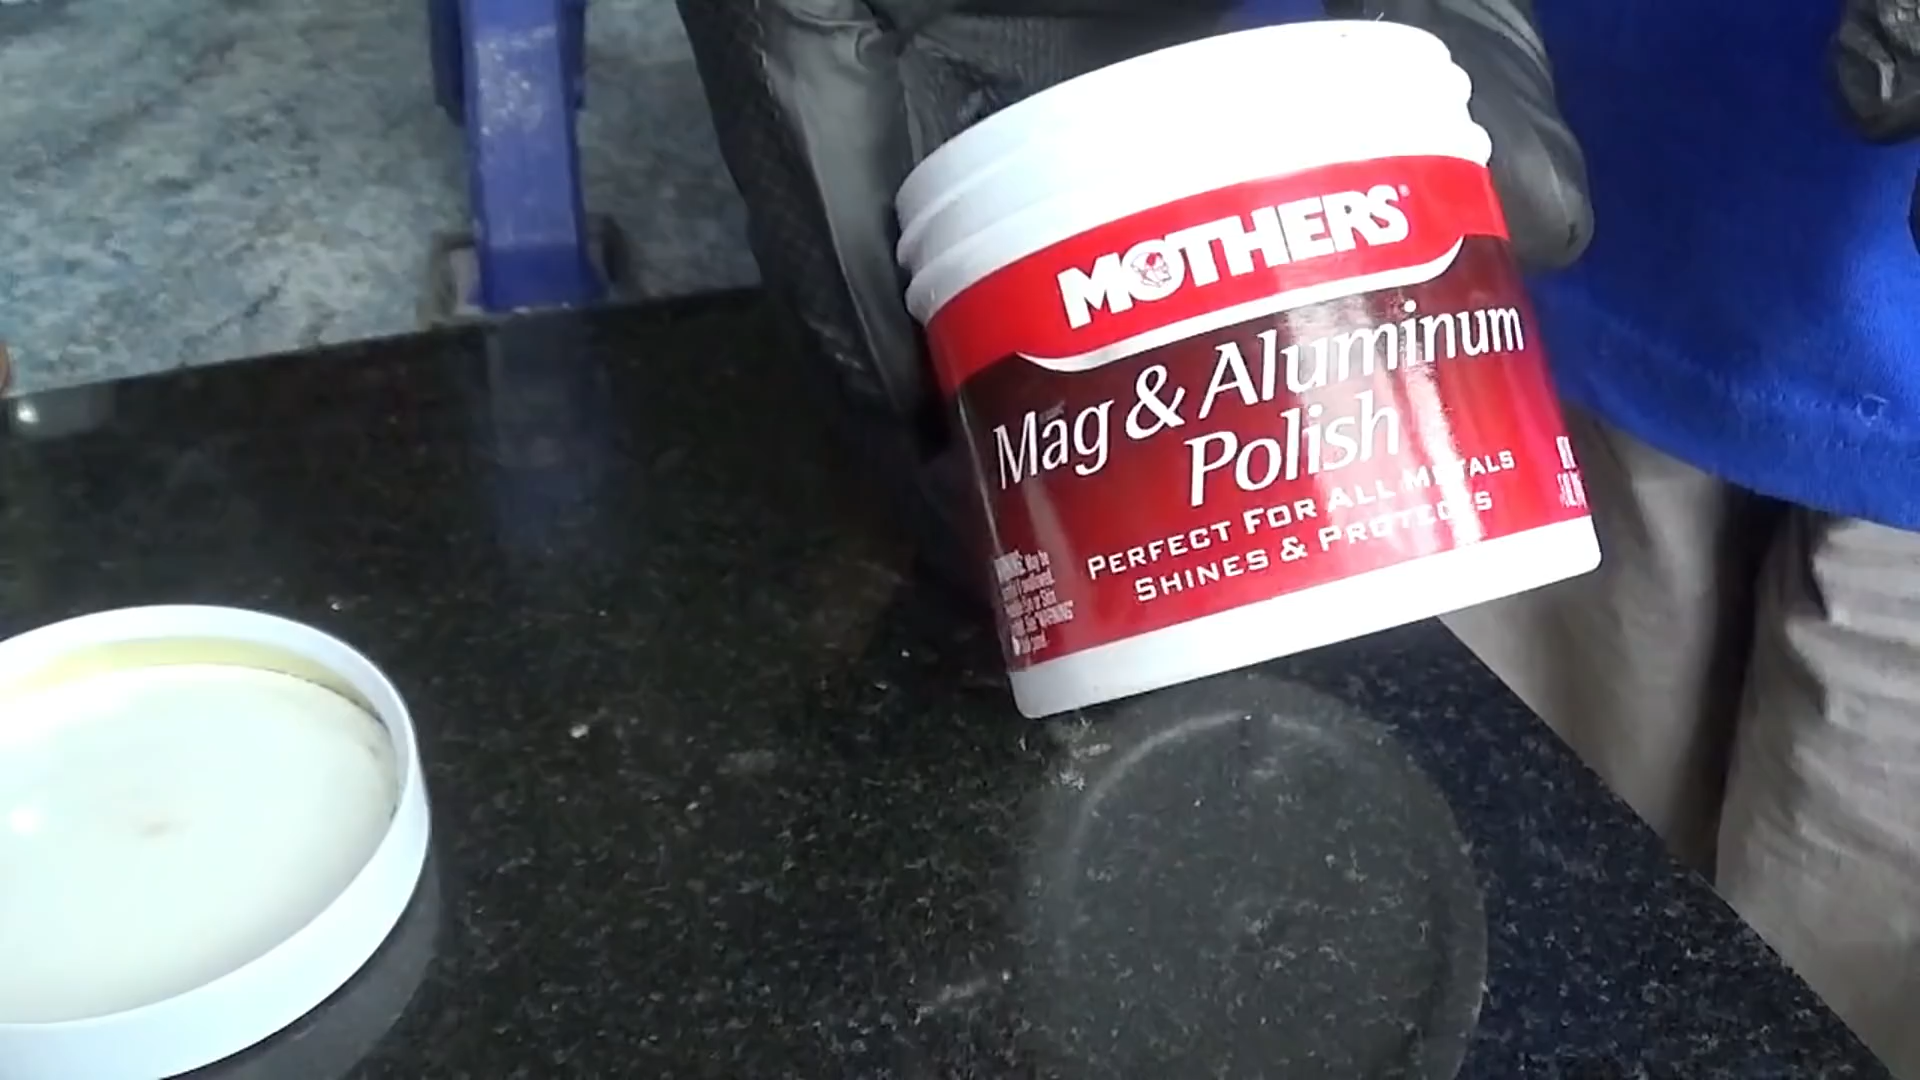 MOTHERS®
Mag & Aluminum
Polish
PERFECT FOR ALL METALS
SHINES & PROTECTS